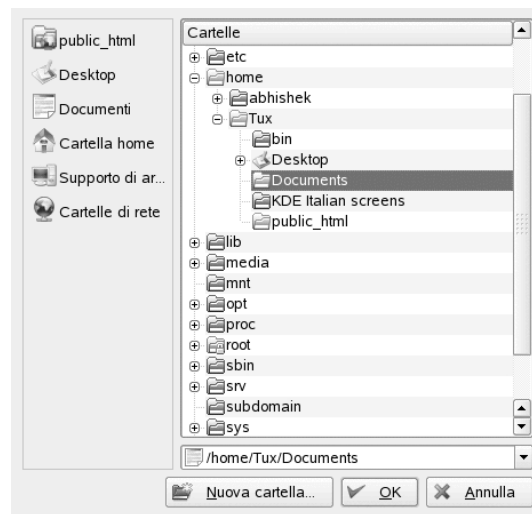 public_html
Desktop
Documenti
Cartella home
Supporto di ar...
Cartelle di rete
Cartelle
etc
home
abhishek
Tux
bin
Desktop
Documents
KDE Italian screens
public_html
lib
media
mnt
opt
proc
root
sbin
srv
subdomain
sys
/home/Tux/Documents
Nuova cartella...
OK
Annulla